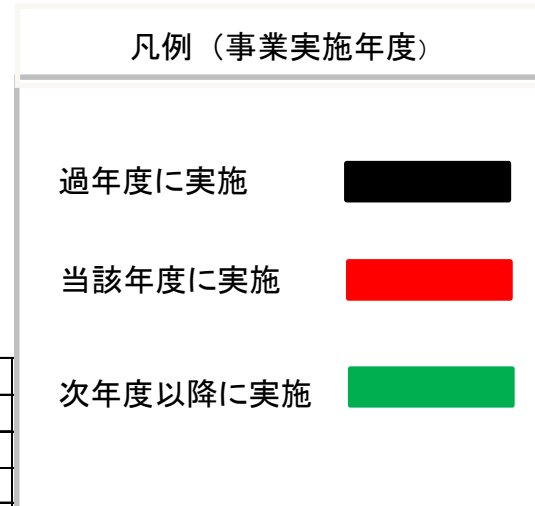 凡例（事業実施年度）
過年度に実施
当該年度に実施
次年度以降に実施